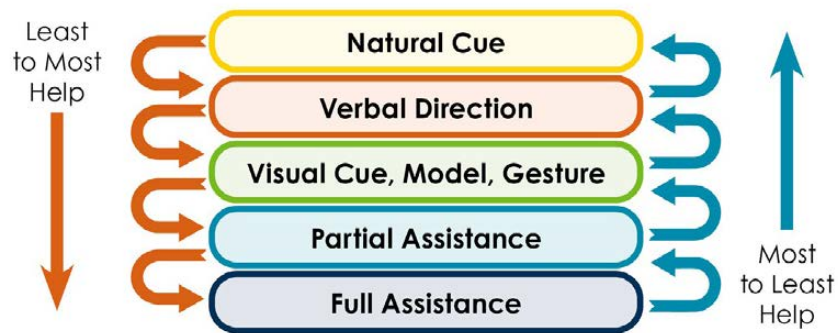 Least
to Most
Help
Natural Cue
Verbal Direction
Visual Cue, Model, Gesture
Partial Assistance
Full Assistance
Most
to Least
Help